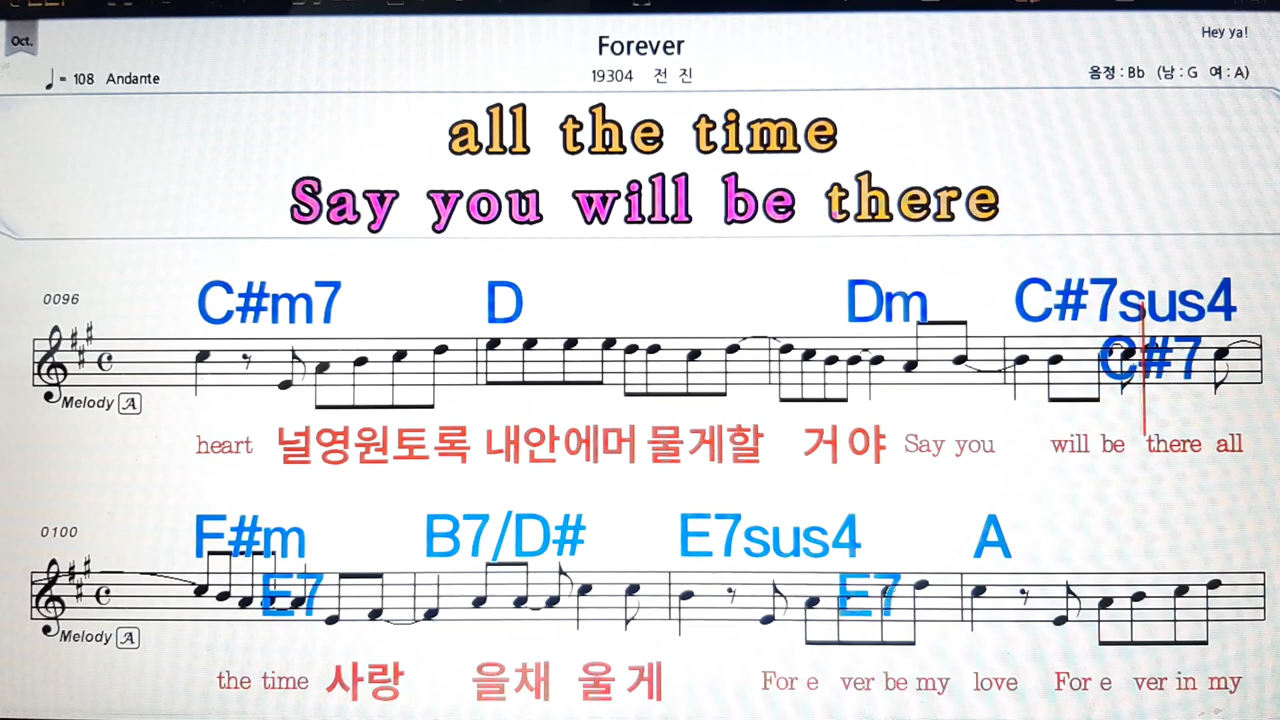 Oct.
Forever
Hey ya!
♩= 108 Andante
19304 전 진
음정 : Bb (남 : G 여 : A)
all the time
Say you will be there
0096
C#m7 D Dm C#7sus4
C#7
Melody A
heart 널영원토록 내안에머 물게할 거야 Say you will be there all
0100
F#m B7/D# E7sus4 A
E7 E7
Melody A
the time 사랑 을채 울게 For e ver be my love For e ver in my